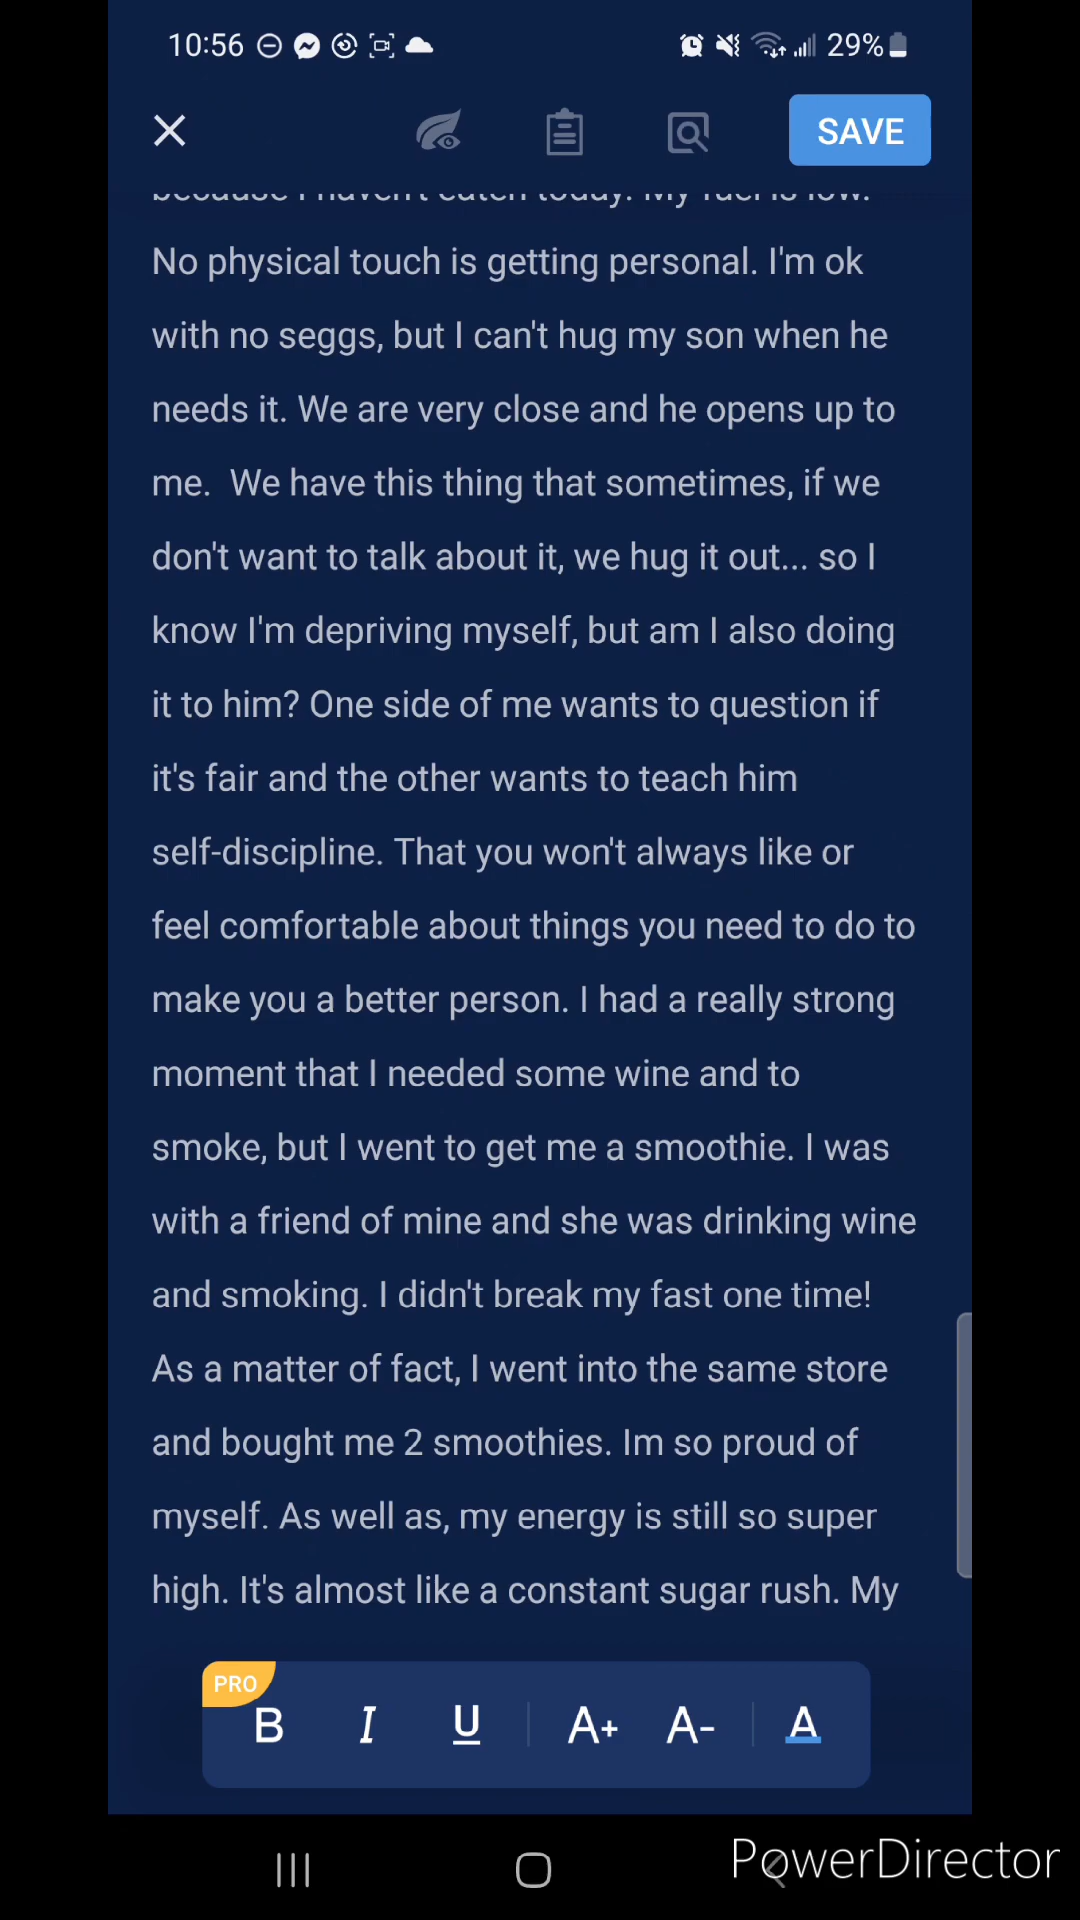 10:56
29%
SAVE
because I haven't eaten today. My fuel is low.
No physical touch is getting personal. I'm ok
with no seggs, but I can't hug my son when he
needs it. We are very close and he opens up to
me.  We have this thing that sometimes, if we
don't want to talk about it, we hug it out... so I
know I'm depriving myself, but am I also doing
it to him? One side of me wants to question if
it's fair and the other wants to teach him
self-discipline. That you won't always like or
feel comfortable about things you need to do to
make you a better person. I had a really strong
moment that I needed some wine and to
smoke, but I went to get me a smoothie. I was
with a friend of mine and she was drinking wine
and smoking. I didn't break my fast one time!
As a matter of fact, I went into the same store
and bought me 2 smoothies. Im so proud of
myself. As well as, my energy is still so super
high. It's almost like a constant sugar rush. My
PRO
B I U A+ A- A
PowerDirector